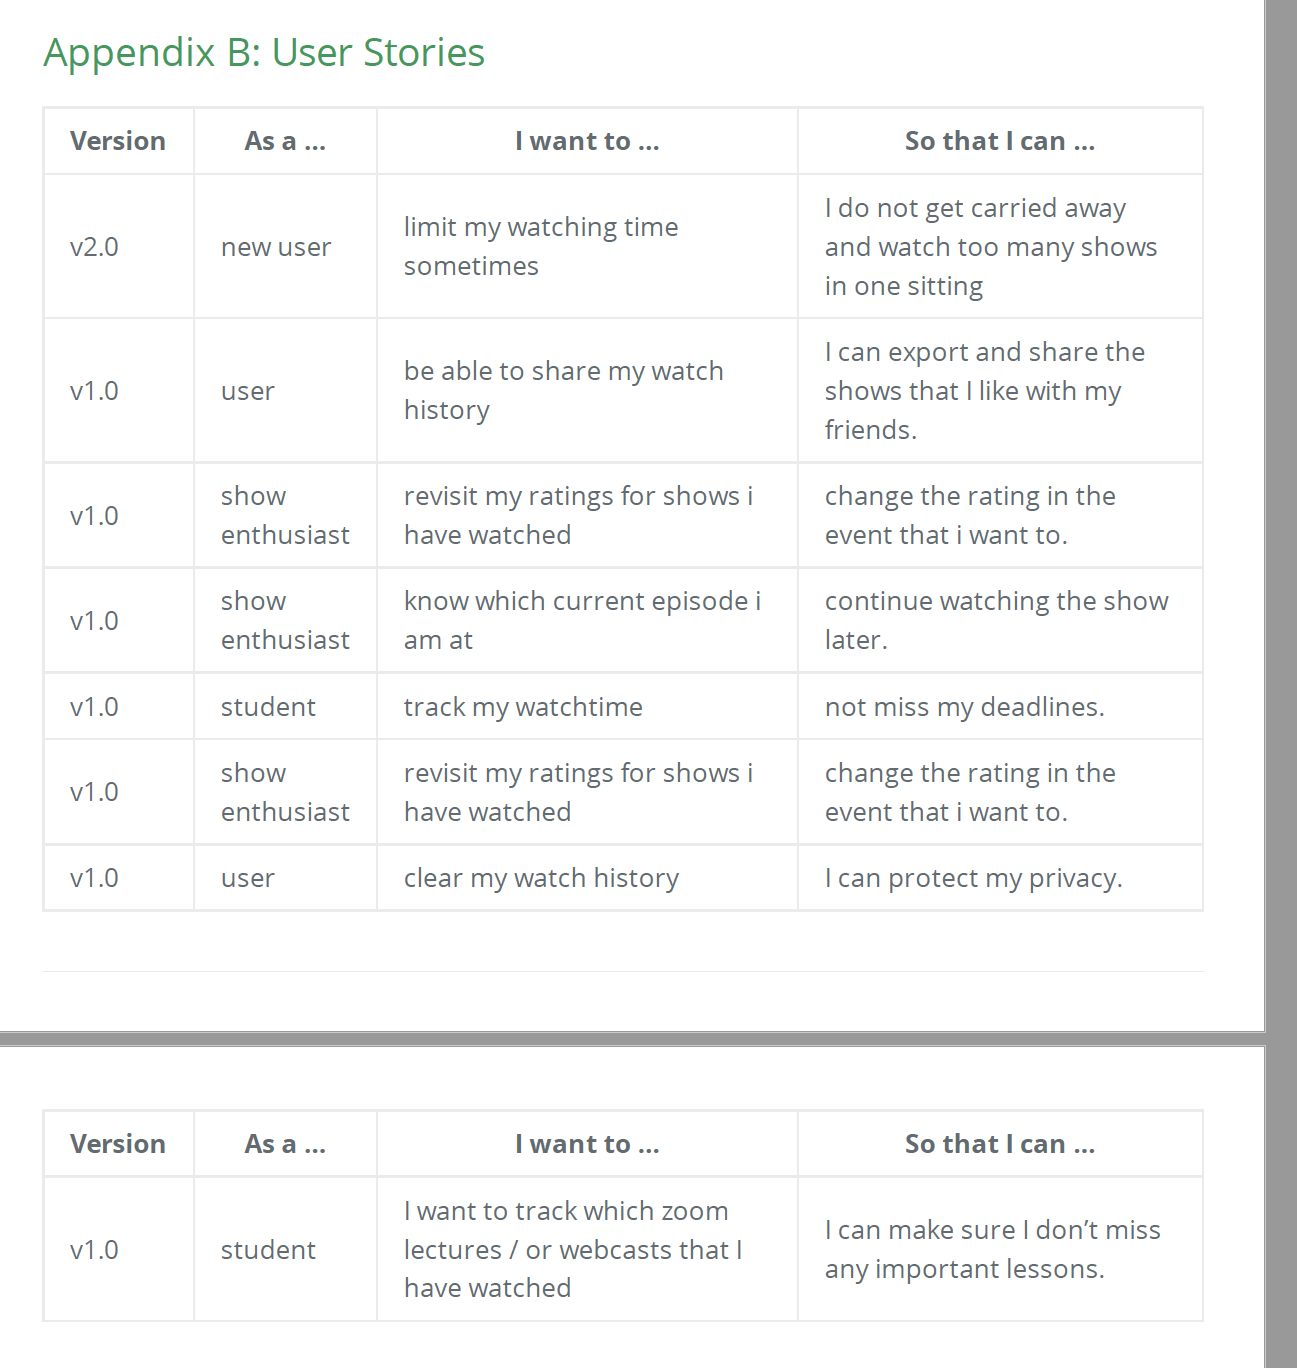 Appendix B: User Stories
Version As a ... I want to ... So that I can ...
v2.0 new user limit my watching time
sometimes
I do not get carried away
and watch too many shows
in one sitting
v1.0 user be able to share my watch
history
I can export and share the
shows that I like with my
friends.
v1.0 show
enthusiast
revisit my ratings for shows i
have watched
change the rating in the
event that i want to.
v1.0 show
enthusiast
know which current episode i
am at
continue watching the show
later.
v1.0 student track my watchtime not miss my deadlines.
v1.0 show
enthusiast
revisit my ratings for shows i
have watched
change the rating in the
event that i want to.
v1.0 user clear my watch history I can protect my privacy.
Version As a ... I want to ... So that I can ...
v1.0 student I want to track which zoom
lectures / or webcasts that I
have watched
I can make sure I don’t miss
any important lessons.